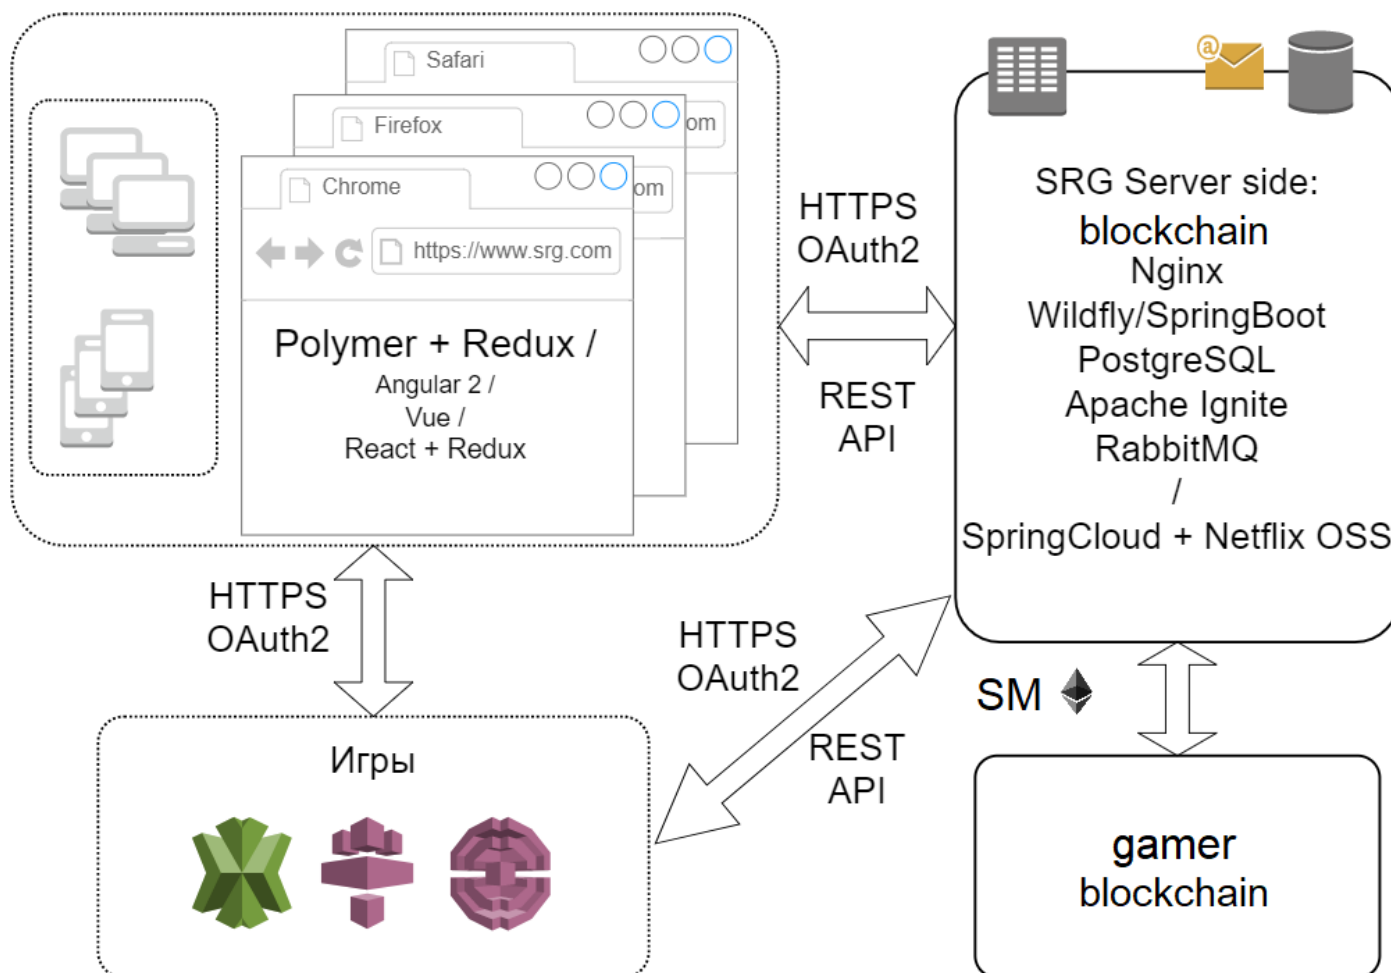 Safari
om
Firefox
om
Chrome
https://www.srg.com
Polymer + Redux /
Angular 2 /
Vue /
React + Redux
HTTPS
OAuth2
REST
API
@
SRG Server side:
blockchain
Nginx
Wildfly/SpringBoot
PostgreSQL
Apache Ignite
RabbitMQ
/
SpringCloud + Netflix OSS
HTTPS
OAuth2
HTTPS
OAuth2
REST
API
SM
Игры
gamer
blockchain